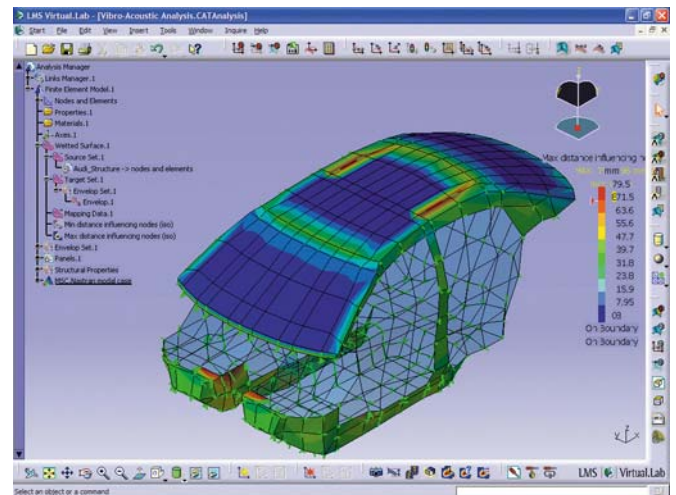 LMS Virtual.Lab - [Vibro-Acoustic Analysis.CATAnalysis]
Start File Edit View Insert Tools Window Inquire Help
Analysis Manager
Links Manager.1
Finite Element Model.1
Nodes and Elements
Properties.1
Materials.1
Axes.1
Wetted Surface.1
Source Set.1
Audi_Structure -> nodes and elements
Target Set.1
Envelop Set.1
Envelop.1
Mapping Data.1
Min distance influencing nodes (iso)
Max distance influencing nodes (iso)
Envelop Set.1
Panels.1
Structural Properties
MSC Nastran modal case
Max distance influencing
mm
79.5
71.5
63.6
55.6
47.7
39.7
31.8
23.8
15.9
7.95
On Boundary
On Boundary
x y z
LMS Virtual.Lab
Select an object or a command